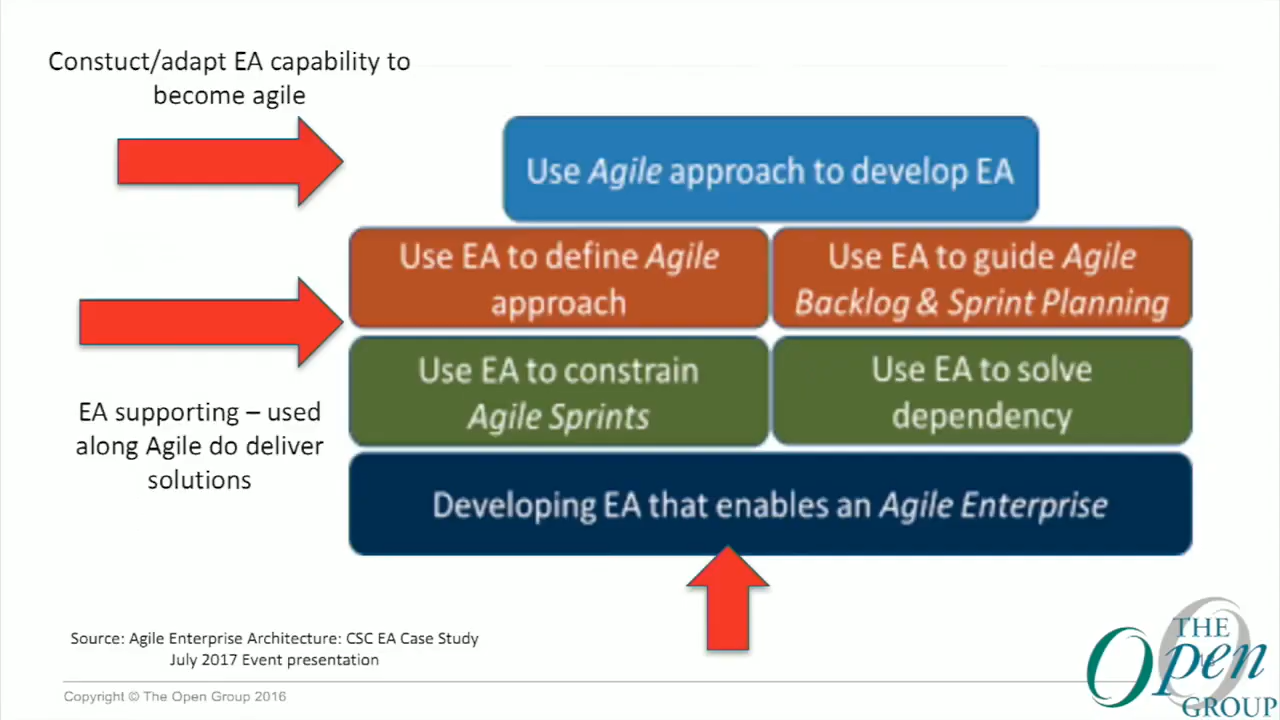 Constuct/adapt EA capability to
become agile
Use Agile approach to develop EA
Use EA to define Agile
approach
Use EA to guide Agile
Backlog & Sprint Planning
Use EA to constrain
Agile Sprints
Use EA to solve
dependency
EA supporting – used
along Agile do deliver
solutions
Developing EA that enables an Agile Enterprise
Source: Agile Enterprise Architecture: CSC EA Case Study
July 2017 Event presentation
Copyright © The Open Group 2016
THE
Open
GROUP